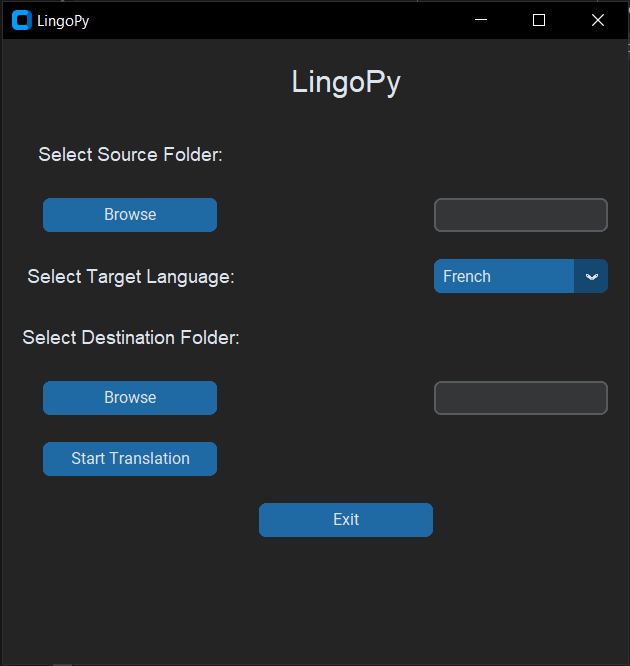 LingoPy
LingoPy
Select Source Folder:
Browse
Select Target Language:
French
Select Destination Folder:
Browse
Start Translation
Exit